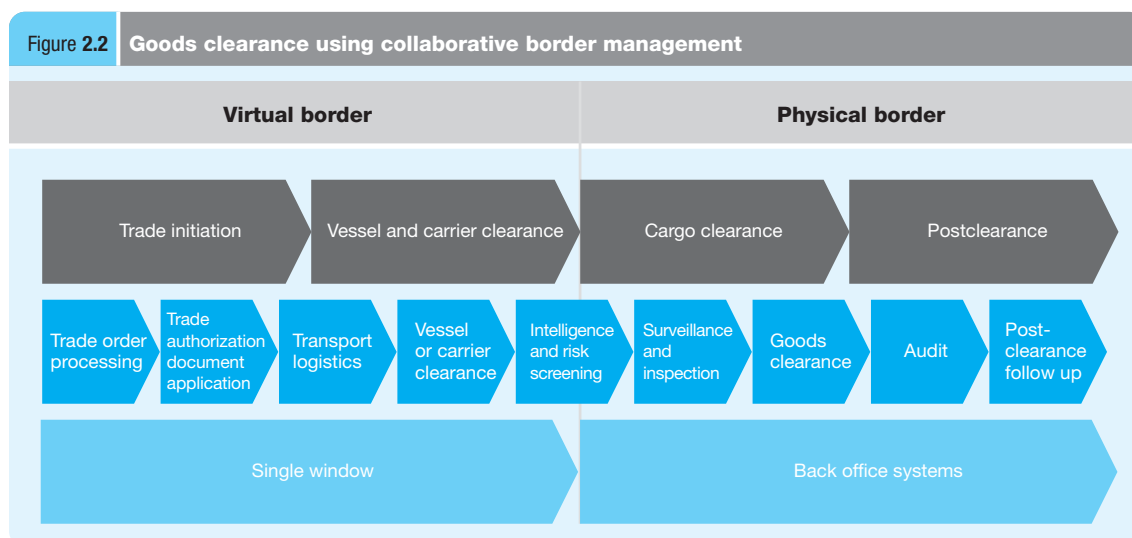 Figure 2.2
Goods clearance using collaborative border management
Virtual border
Physical border
Trade initiation
Vessel and carrier clearance
Cargo clearance
Postclearance
Trade order
processing
Trade
authorization
document
application
Transport
logistics
Vessel
or carrier
clearance
Intelligence
and risk
screening
Surveillance
and
inspection
Goods
clearance
Audit
Post-
clearance
follow up
Single window
Back office systems